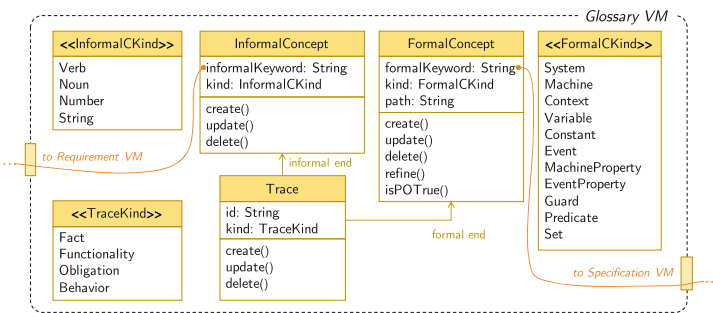 Glossary VM
<<InformalCKind>>
Verb
Noun
Number
String
InformalConcept
informalKeyword: String
kind: InformalCKind
create()
update()
delete()
FormalConcept
formalKeyword: String
kind: FormalCKind
path: String
create()
update()
delete()
refine()
isPOTrue()
<<FormalCKind>>
System
Machine
Context
Variable
Constant
Event
MachineProperty
EventProperty
Guard
Predicate
Set
to Requirement VM
informal end
<<TraceKind>>
Fact
Functionality
Obligation
Behavior
Trace
id: String
kind: TraceKind
create()
update()
delete()
formal end
to Specification VM